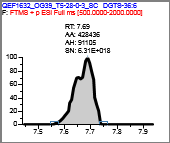 QEF1632_OG39_T5-28-0-3_SC DGT8-36:6
F: FTMS + p ESI Full ms [500.0000-2000.0000]
RT: 7.69
AA: 428436
AH: 91105
SN: 6.31E+018
100
80
60
40
20
0
7.5 7.6 7.7 7.8 7.9